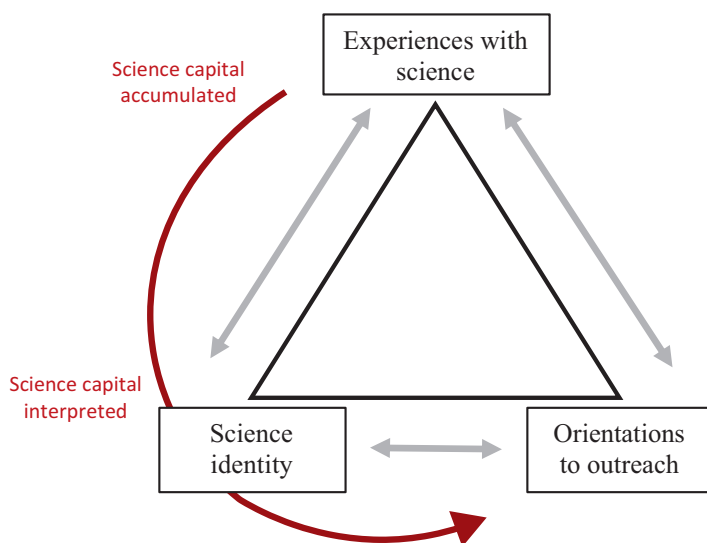 Experiences with
science
Science capital
accumulated
Science capital
interpreted
Science
identity
Orientations
to outreach